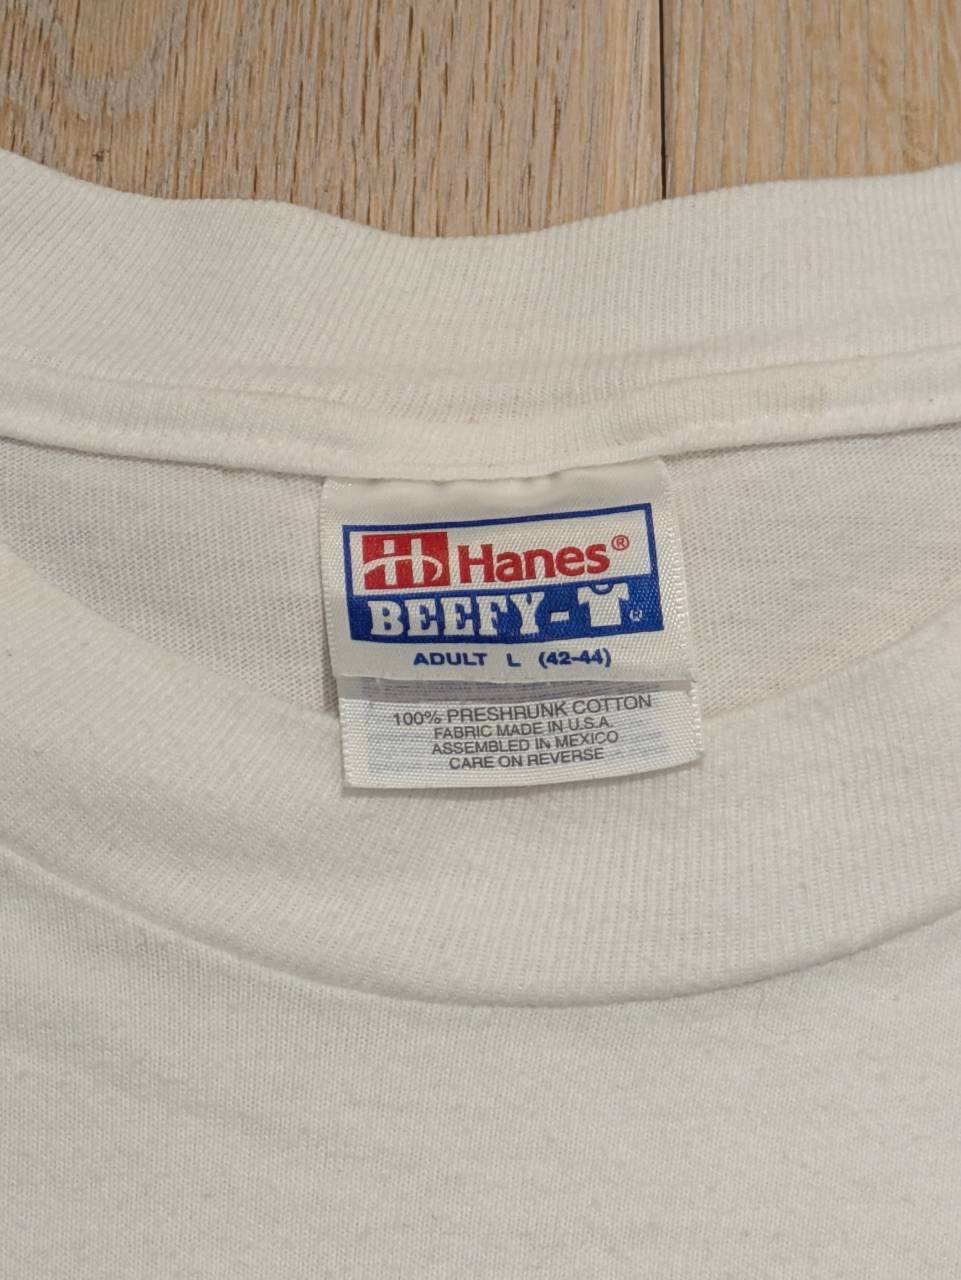 Hanes®
BEEFY-T®
ADULT L (42-44)
100% PRESHRUNK COTTON
FABRIC MADE IN U.S.A.
ASSEMBLED IN MEXICO
CARE ON REVERSE